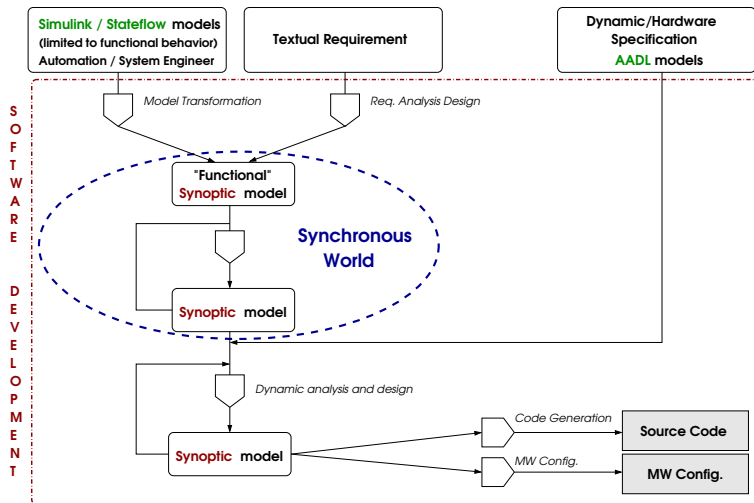 Simulink / Stateflow models
(limited to functional behavior)
Automation / System Engineer
Textual Requirement
Dynamic/Hardware
Specification
AADL models
Model Transformation
Req. Analysis Design
SOFTWARE DEVELOPMENT
"Functional"
Synoptic model
Synchronous
World
Synoptic model
Dynamic analysis and design
Synoptic model
Code Generation
Source Code
MW Config.
MW Config.